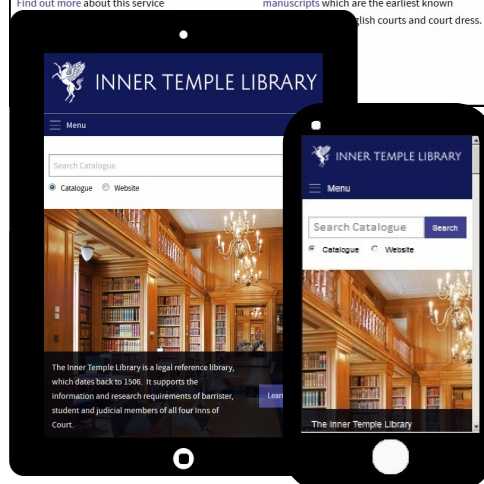 Find out more about this service
manuscripts which are the earliest known
glish courts and court dress.
INNER TEMPLE LIBRARY
Menu
Search Catalogue
Catalogue Website
The Inner Temple Library is a legal reference library,
which dates back to 1506. It supports the
information and research requirements of barrister,
student and judicial members of all four Inns of
Court.
Lear
INNER TEMPLE LIBRARY
Menu
Search Catalogue Search
Catalogue Website
The Inner Temple Library